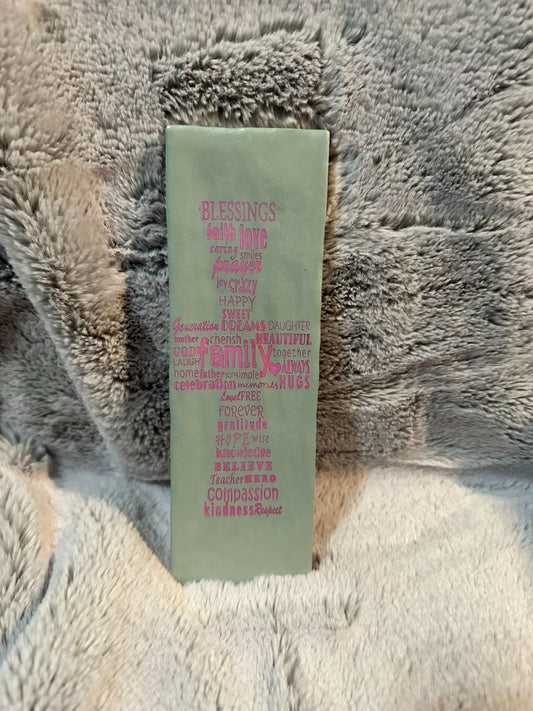 BLESSINGS
faith love
caring smiles
prayer
joy crazy
HAPPY
SWEET
Generation DREAMS DAUGHTER
mother cherish BEAUTIFUL
GOD family together
LAUGH ALWAYS
home father son simple HUGS
celebration memories
Loyal FREE
FOREVER
gratitude
HOPE wise
knowledge
BELIEVE
Teacher HERO
compassion
kindness Respect